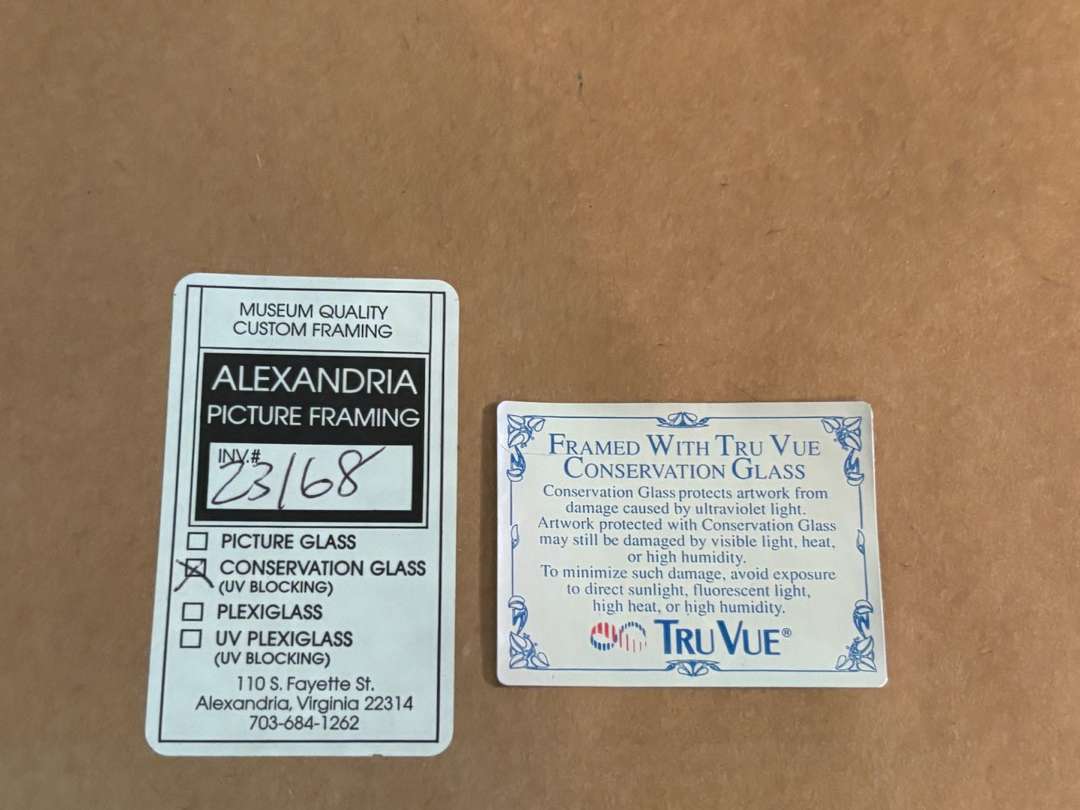 MUSEUM QUALITY
CUSTOM FRAMING
ALEXANDRIA
PICTURE FRAMING
INV.#
23168
PICTURE GLASS
CONSERVATION GLASS
(UV BLOCKING)
PLEXIGLASS
UV PLEXIGLASS
(UV BLOCKING)
110 S. Fayette St.
Alexandria, Virginia 22314
703-684-1262
FRAMED WITH TRU VUE
CONSERVATION GLASS
Conservation Glass protects artwork from
damage caused by ultraviolet light.
Artwork protected with Conservation Glass
may still be damaged by visible light, heat,
or high humidity.
To minimize such damage, avoid exposure
to direct sunlight, fluorescent light,
high heat, or high humidity.
TRU VUE®